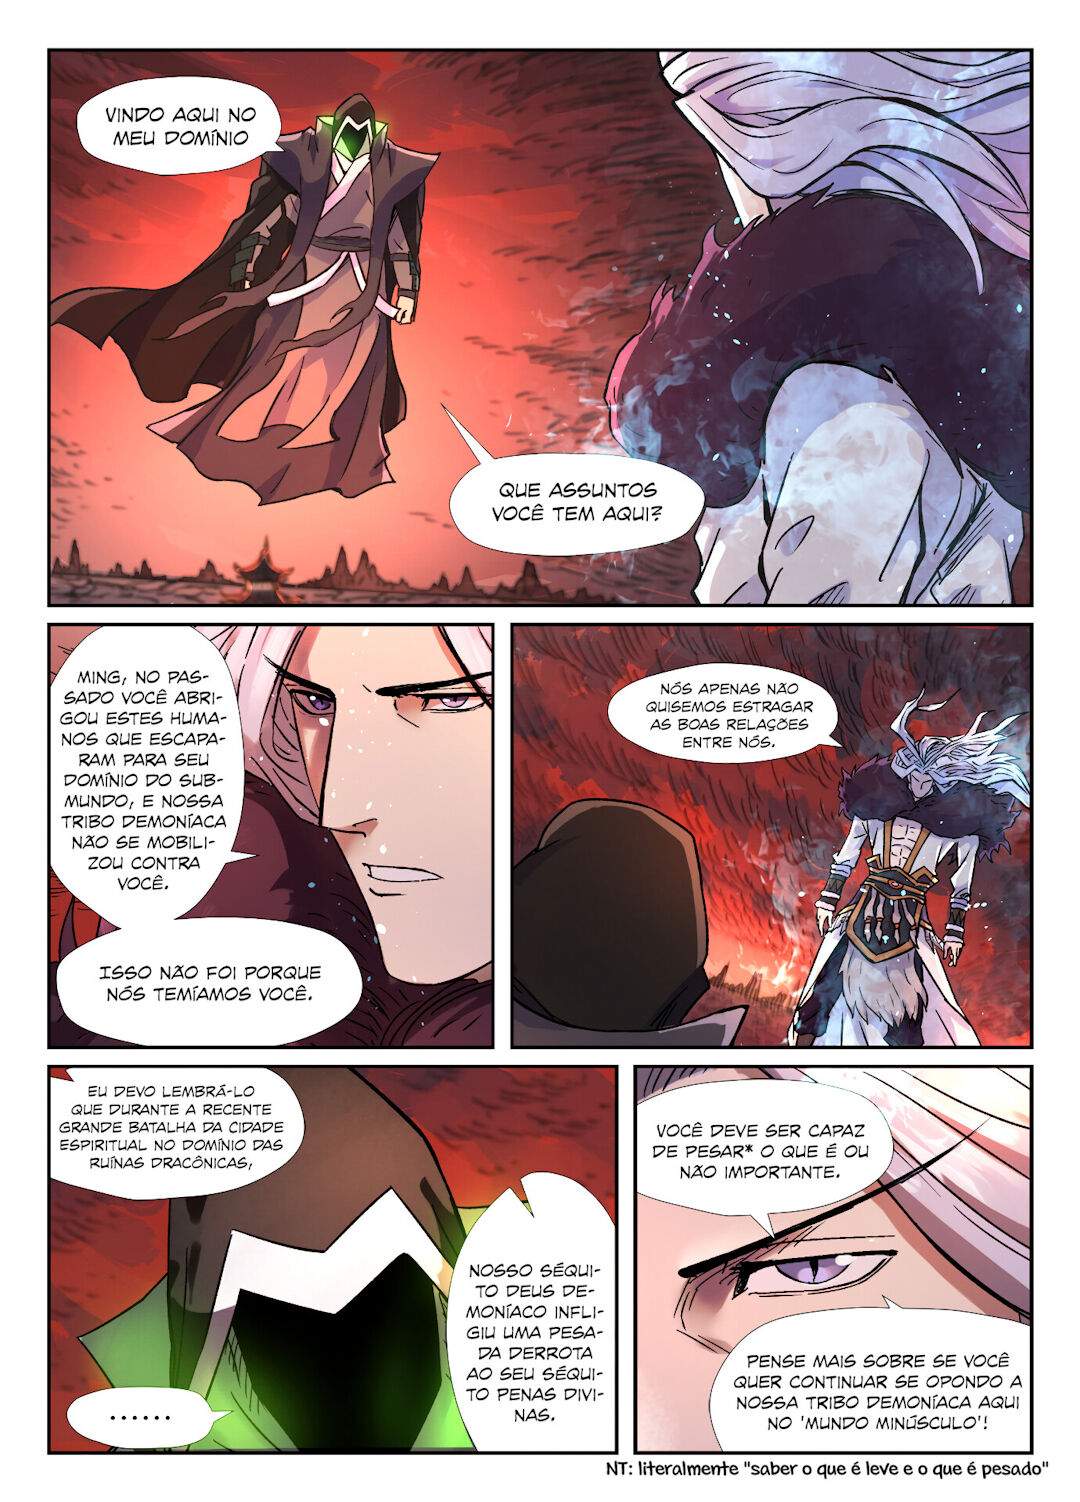 VINDO AQUI NO
MEU DOMÍNIO
QUE ASSUNTOS
VOCÊ TEM AQUI?
MING, NO PAS-
SADO VOCÊ ABRI-
GOU ESTES HUMA-
NOS QUE ESCAPA-
RAM PARA SEU
DOMÍNIO DO SUB-
MUNDO, E NOSSA
TRIBO DEMONÍACA
NÃO SE MOBILI-
ZOU CONTRA
VOCÊ.
ISSO NÃO FOI PORQUE
NÓS TEMÍAMOS VOCÊ.
NÓS APENAS NÃO
QUISEMOS ESTRAGAR
AS BOAS RELAÇÕES
ENTRE NÓS.
EU DEVO LEMBRÁ-LO
QUE DURANTE A RECENTE
GRANDE BATALHA DA CIDADE
ESPIRITUAL NO DOMÍNIO DAS
RUÍNAS DRACÔNICAS,
NOSSO SÉQUI-
TO DEUS DE-
MONÍACO INFLI-
GIU UMA PESA-
DA DERROTA
AO SEU SÉQUI-
TO PENAS DIVI-
NAS.
......
VOCÊ DEVE SER CAPAZ
DE PESAR* O QUE É OU
NÃO IMPORTANTE.
PENSE MAIS SOBRE SE VOCÊ
QUER CONTINUAR SE OPONDO A
NOSSA TRIBO DEMONÍACA AQUI
NO 'MUNDO MINÚSCULO'!
NT: literalmente "saber o que é leve e o que é pesado"